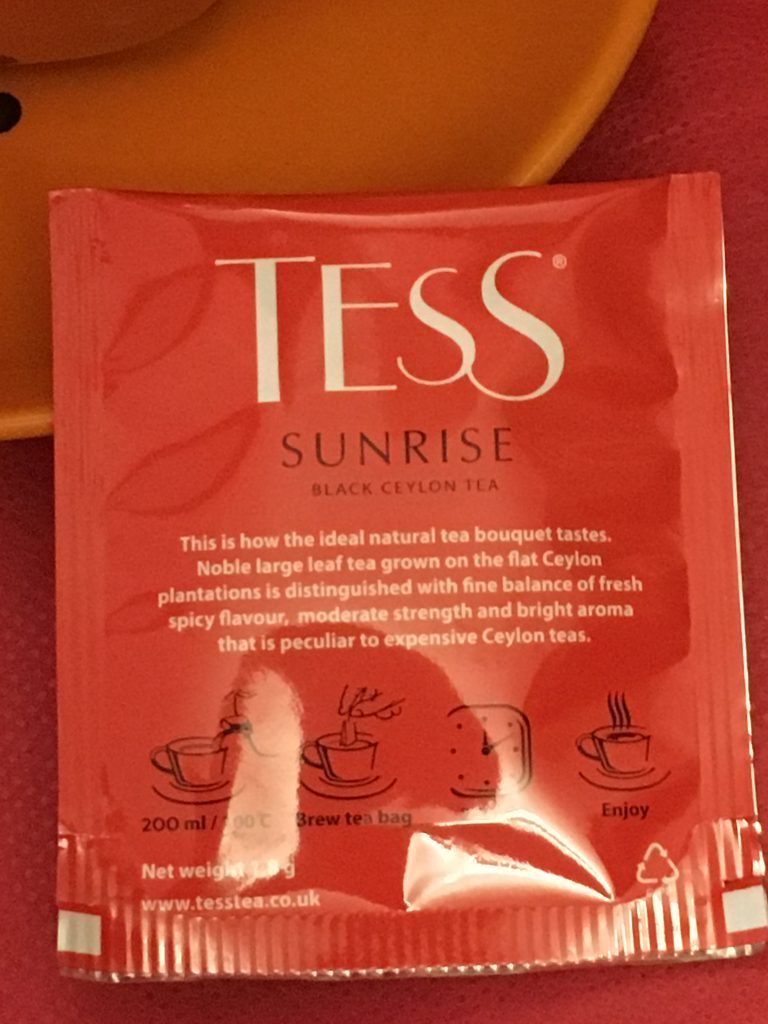 TESS®
SUNRISE
BLACK CEYLON TEA
This is how the ideal natural tea bouquet tastes.
Noble large leaf tea grown on the flat Ceylon
plantations is distinguished with fine balance of fresh
spicy flavour, moderate strength and bright aroma
that is peculiar to expensive Ceylon teas.
200 ml / 100°C Brew tea bag Enjoy
Net weight 1.8 g
www.tesstea.co.uk